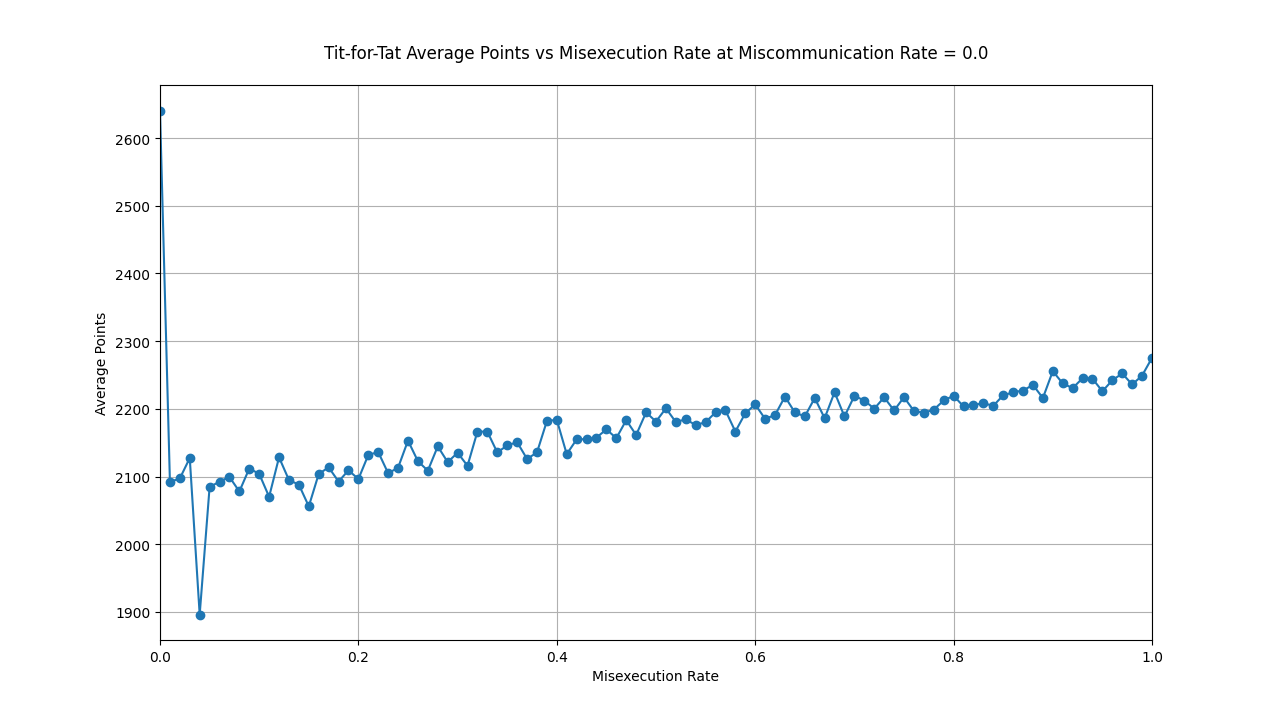 Tit-for-Tat Average Points vs Misexecution Rate at Miscommunication Rate = 0.0
2600
2500
2400
2300
2200
2100
2000
1900
Average Points
0.0 0.2 0.4 0.6 0.8 1.0
Misexecution Rate